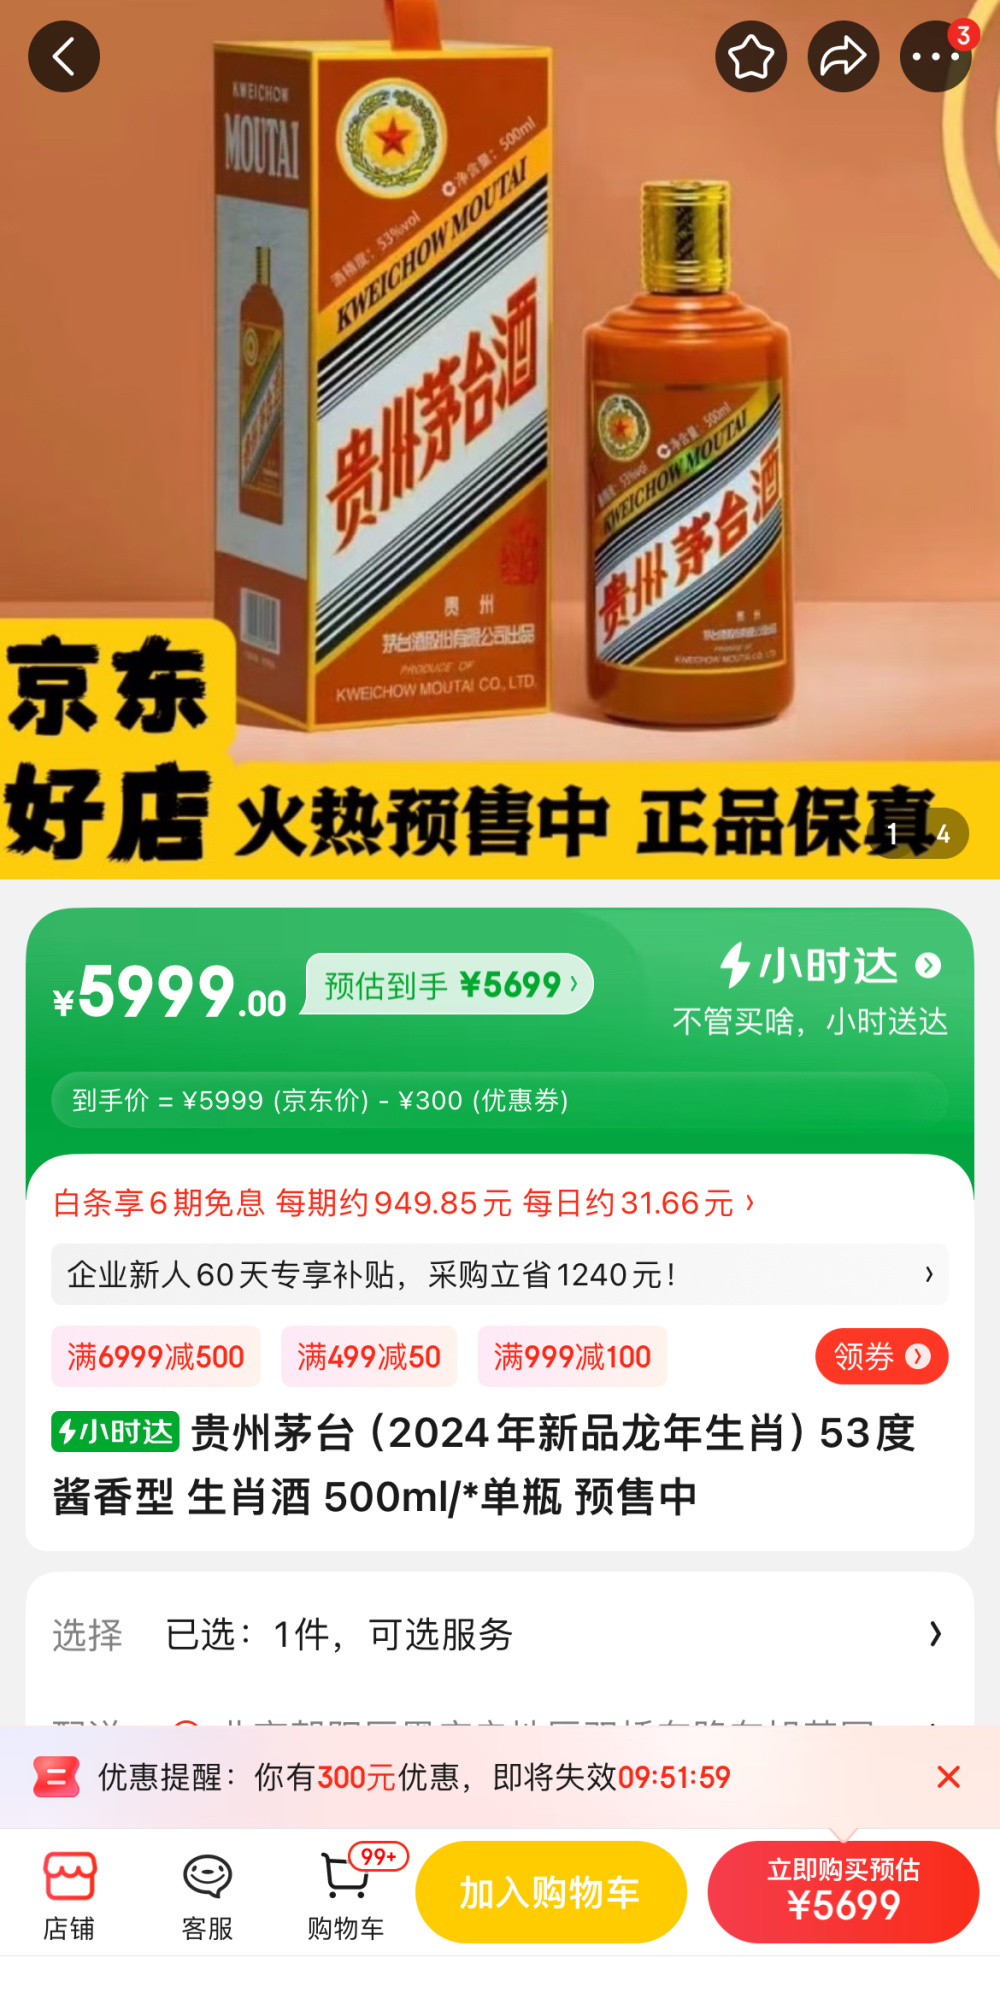 3
KWEICHOW
MOUTAI
净含量：500ml
酒精度：53%vol
KWEICHOW MOUTAI
贵州茅台酒
贵 州
茅台酒股份有限公司出品
PRODUCE OF
KWEICHOW MOUTAI CO., LTD.
净含量：500ml
53%vol
KWEICHOW MOUTAI
贵州茅台酒
贵 州
KWEICHOW MOUTAI CO., LTD.
京东
好店
火热预售中 正品保真
1 4
¥5999.00
预估到手 ¥5699
小时达
不管买啥，小时送达
到手价 = ¥5999 (京东价) - ¥300 (优惠券)
白条享6期免息 每期约949.85元 每日约31.66元
企业新人60天专享补贴，采购立省1240元！
满6999减500
满499减50
满999减100
领券
小时达 贵州茅台（2024年新品龙年生肖）53度
酱香型 生肖酒 500ml/*单瓶 预售中
选择 已选：1件，可选服务
优惠提醒：你有300元优惠，即将失效09:51:59
店铺
客服
99+
购物车
加入购物车
立即购买预估
¥5699